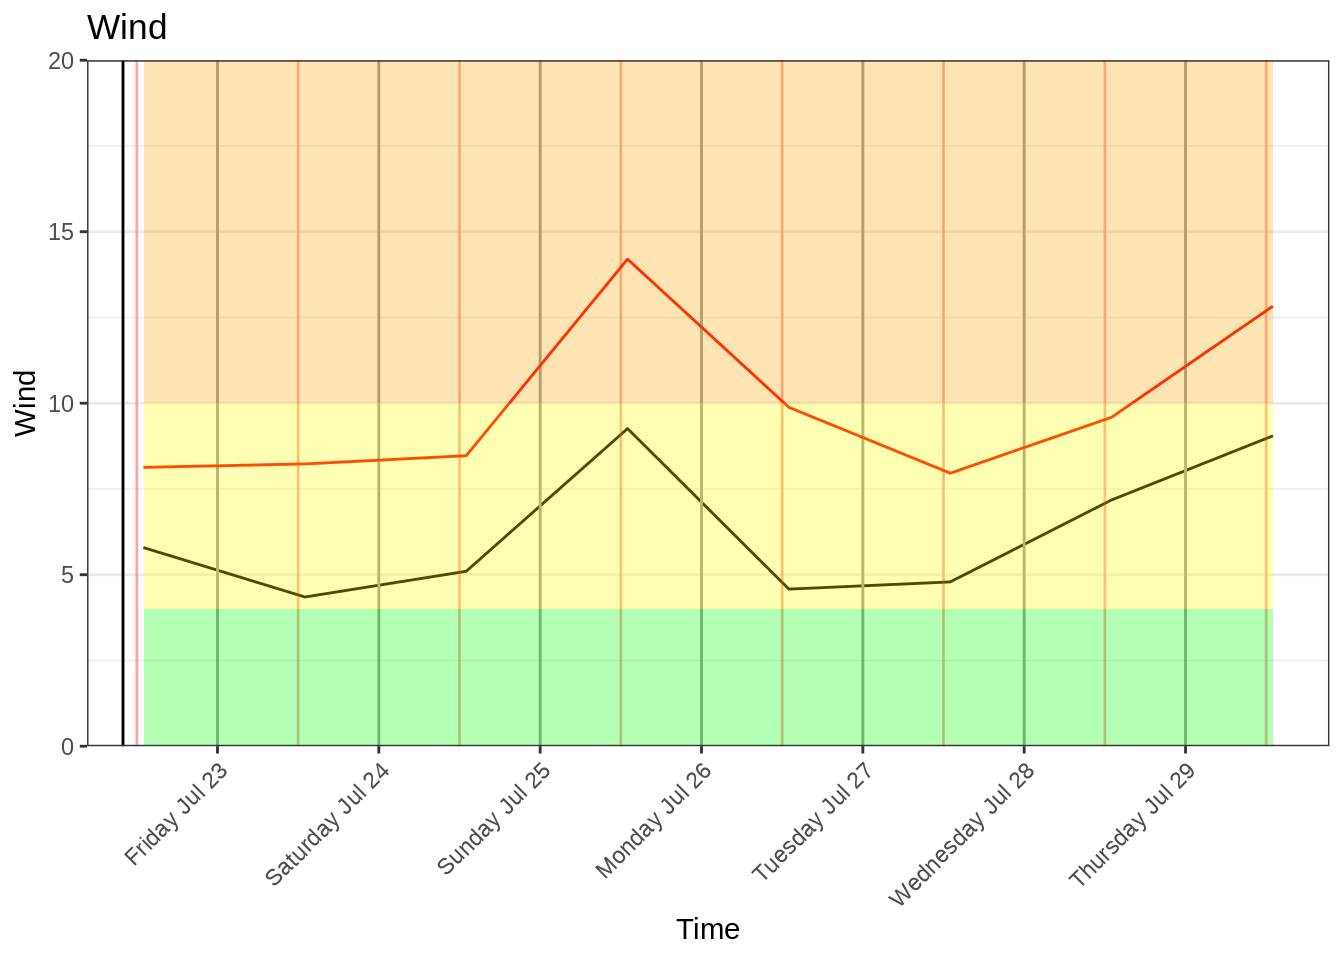 Wind
20
15
10
5
0
Wind
Friday Jul 23
Saturday Jul 24
Sunday Jul 25
Monday Jul 26
Tuesday Jul 27
Wednesday Jul 28
Thursday Jul 29
Time